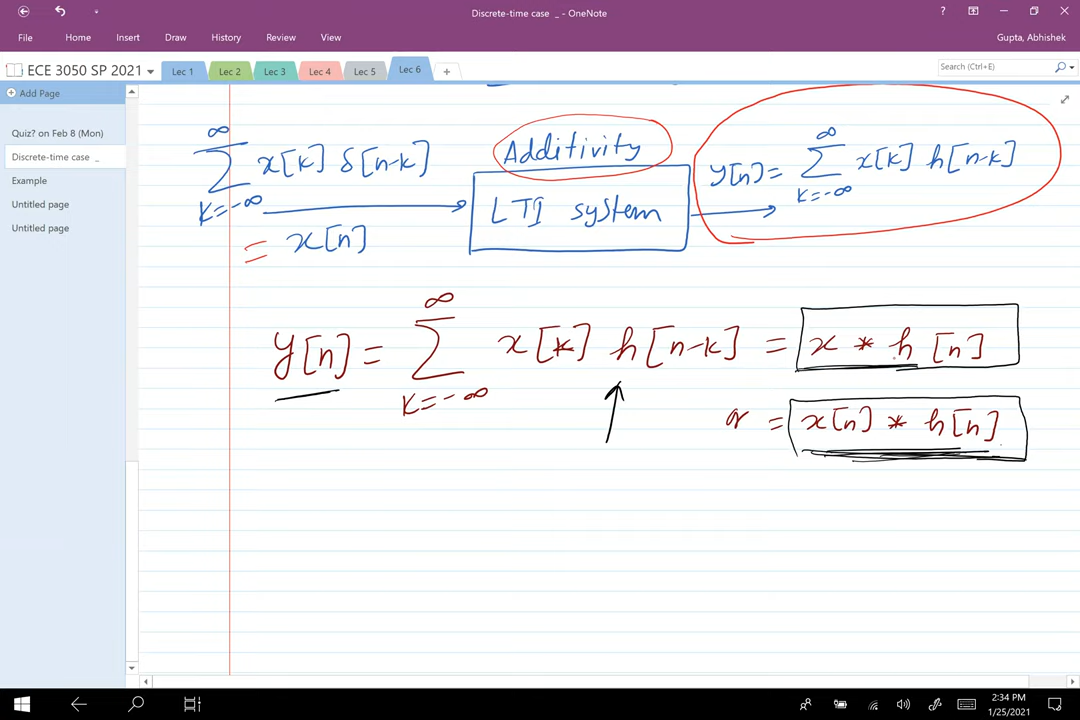 Discrete-time case _ - OneNote
?
File Home Insert Draw History Review View
Gupta, Abhishek
ECE 3050 SP 2021
Lec 1 Lec 2 Lec 3 Lec 4 Lec 5 Lec 6 +
Search (Ctrl+E)
Add Page
Quiz? on Feb 8 (Mon)
Discrete-time case _
Example
Untitled page
Untitled page
∞ ∑ k=-∞ x[k] δ[n-k]
= x[n]
Additivity
LTI system
y[n] = ∞ ∑ k=-∞ x[k] h[n-k]
y[n] = ∞ ∑ k=-∞ x[k] h[n-k] = x * h [n]
or = x[n] * h[n]
2:34 PM
1/25/2021